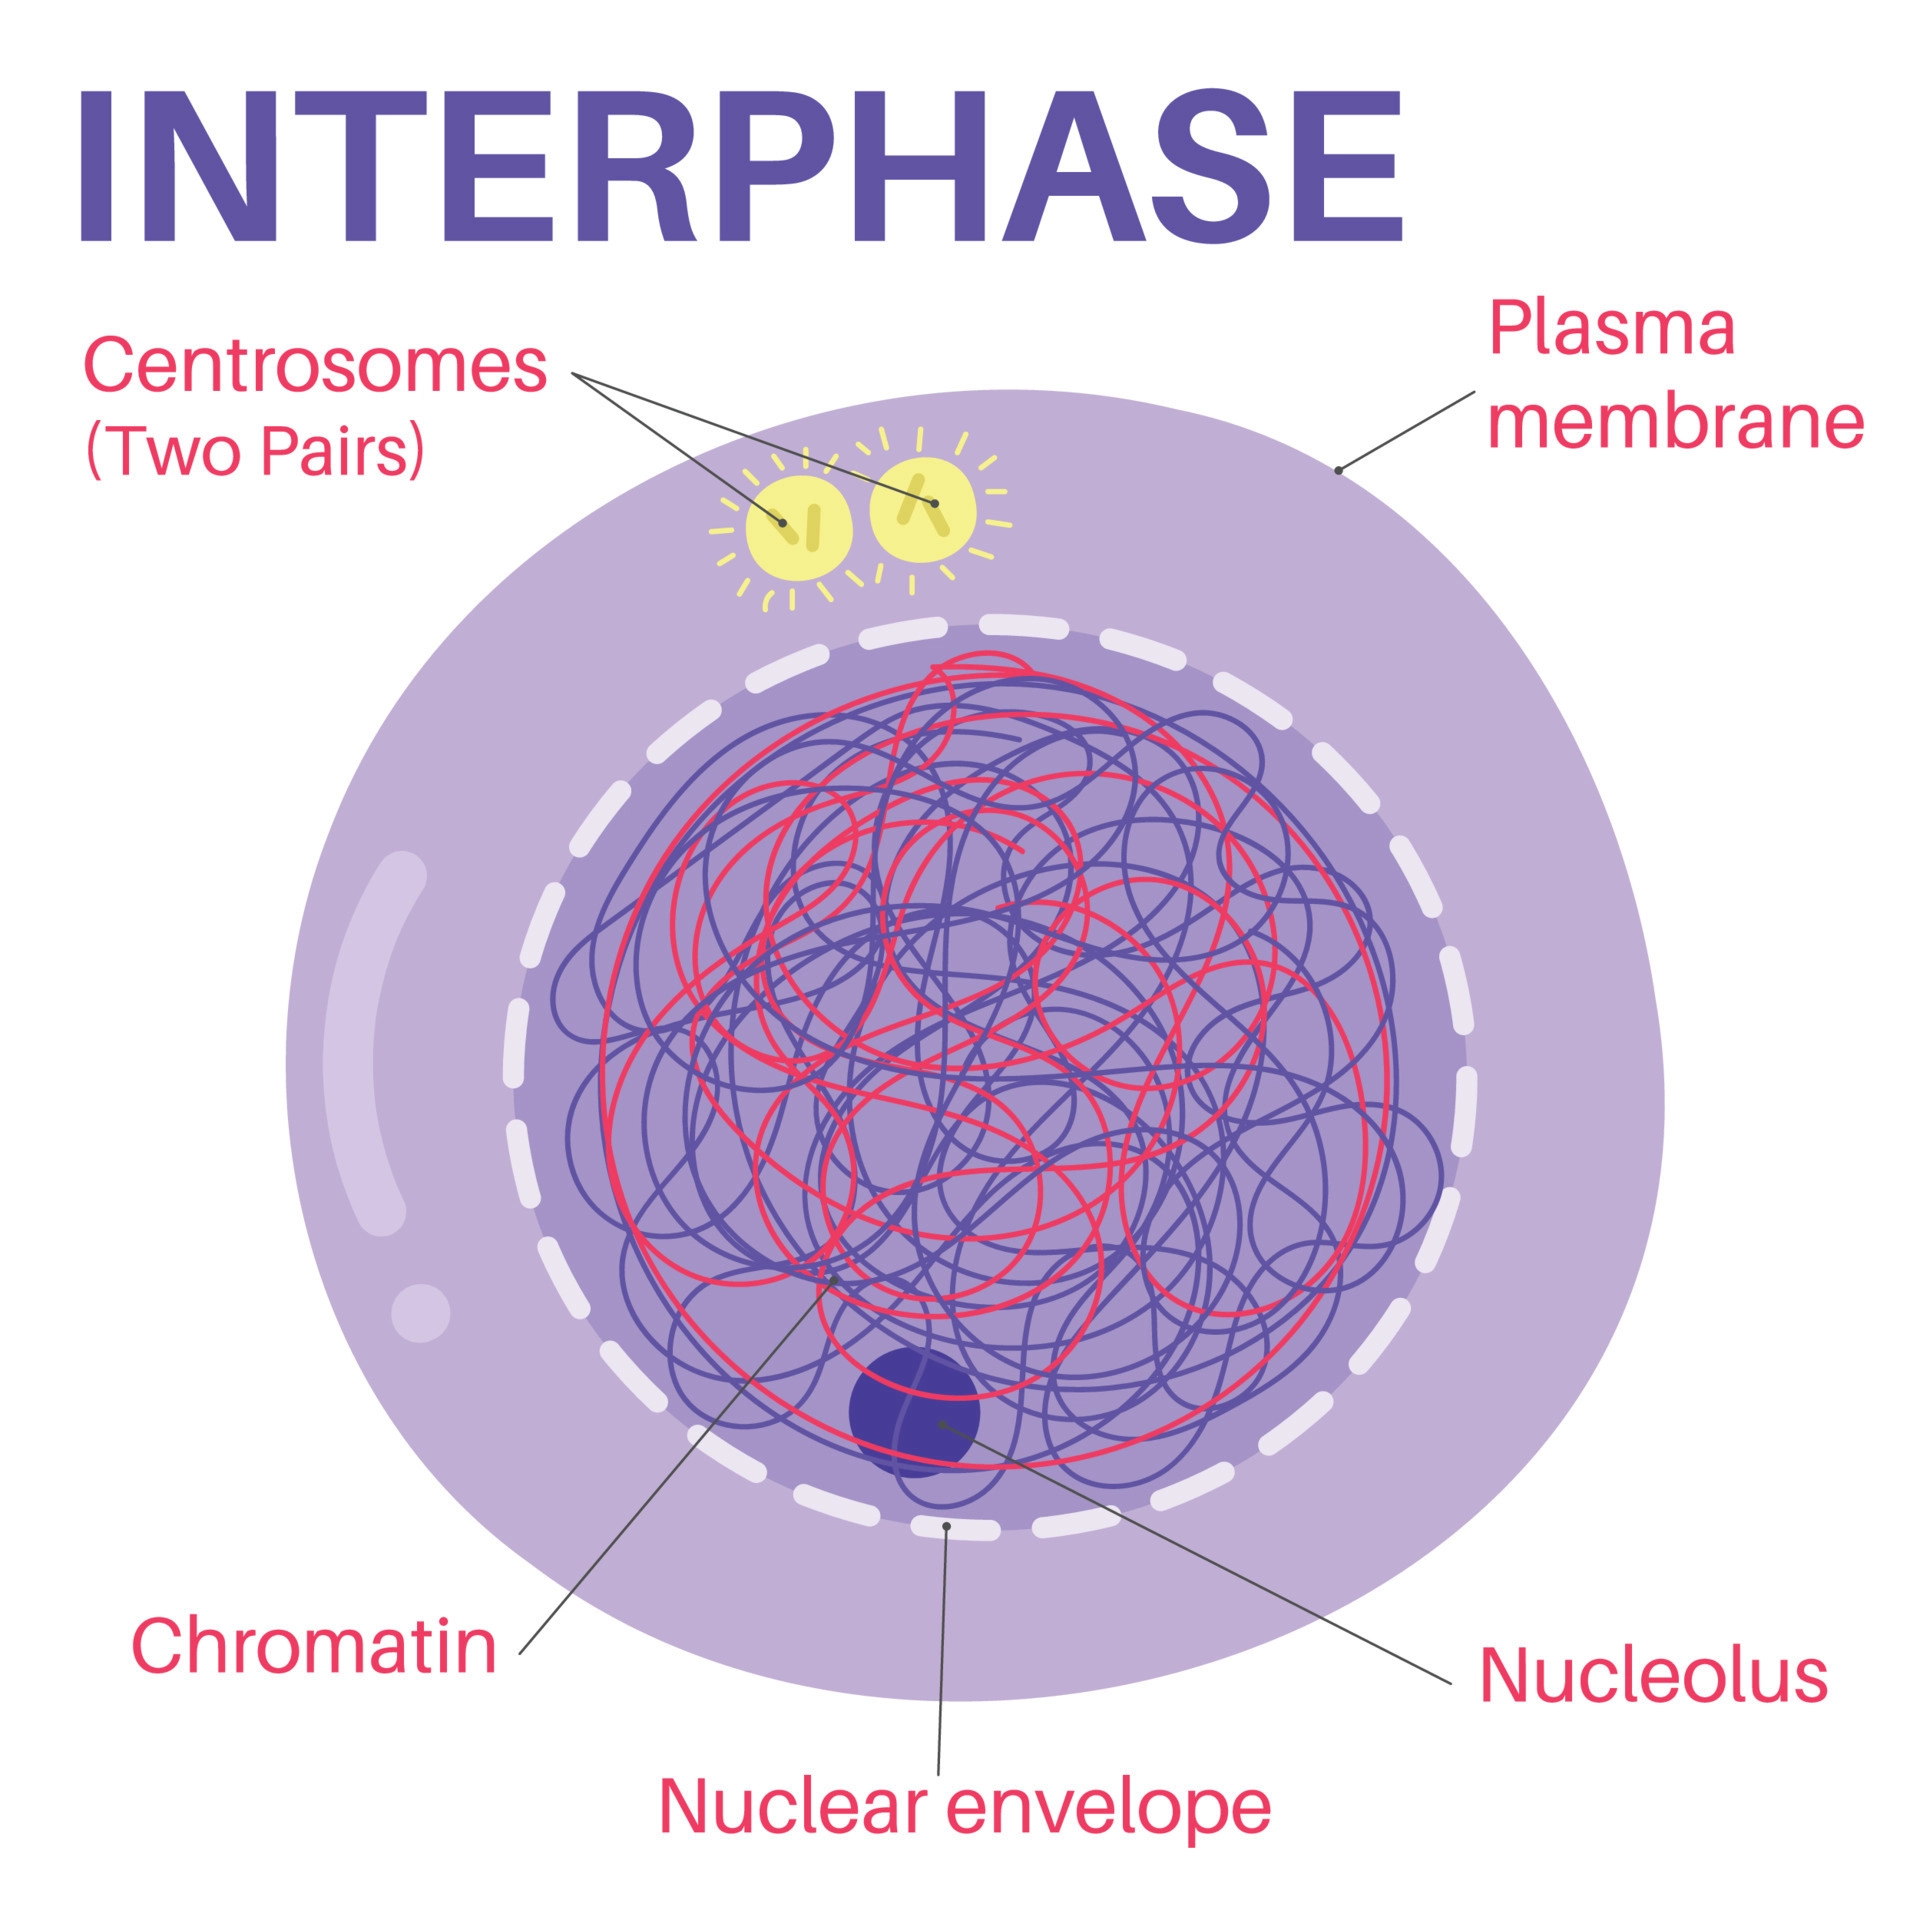 INTERPHASE
Centrosomes
(Two Pairs)
Plasma
membrane
Chromatin
Nucleolus
Nuclear envelope